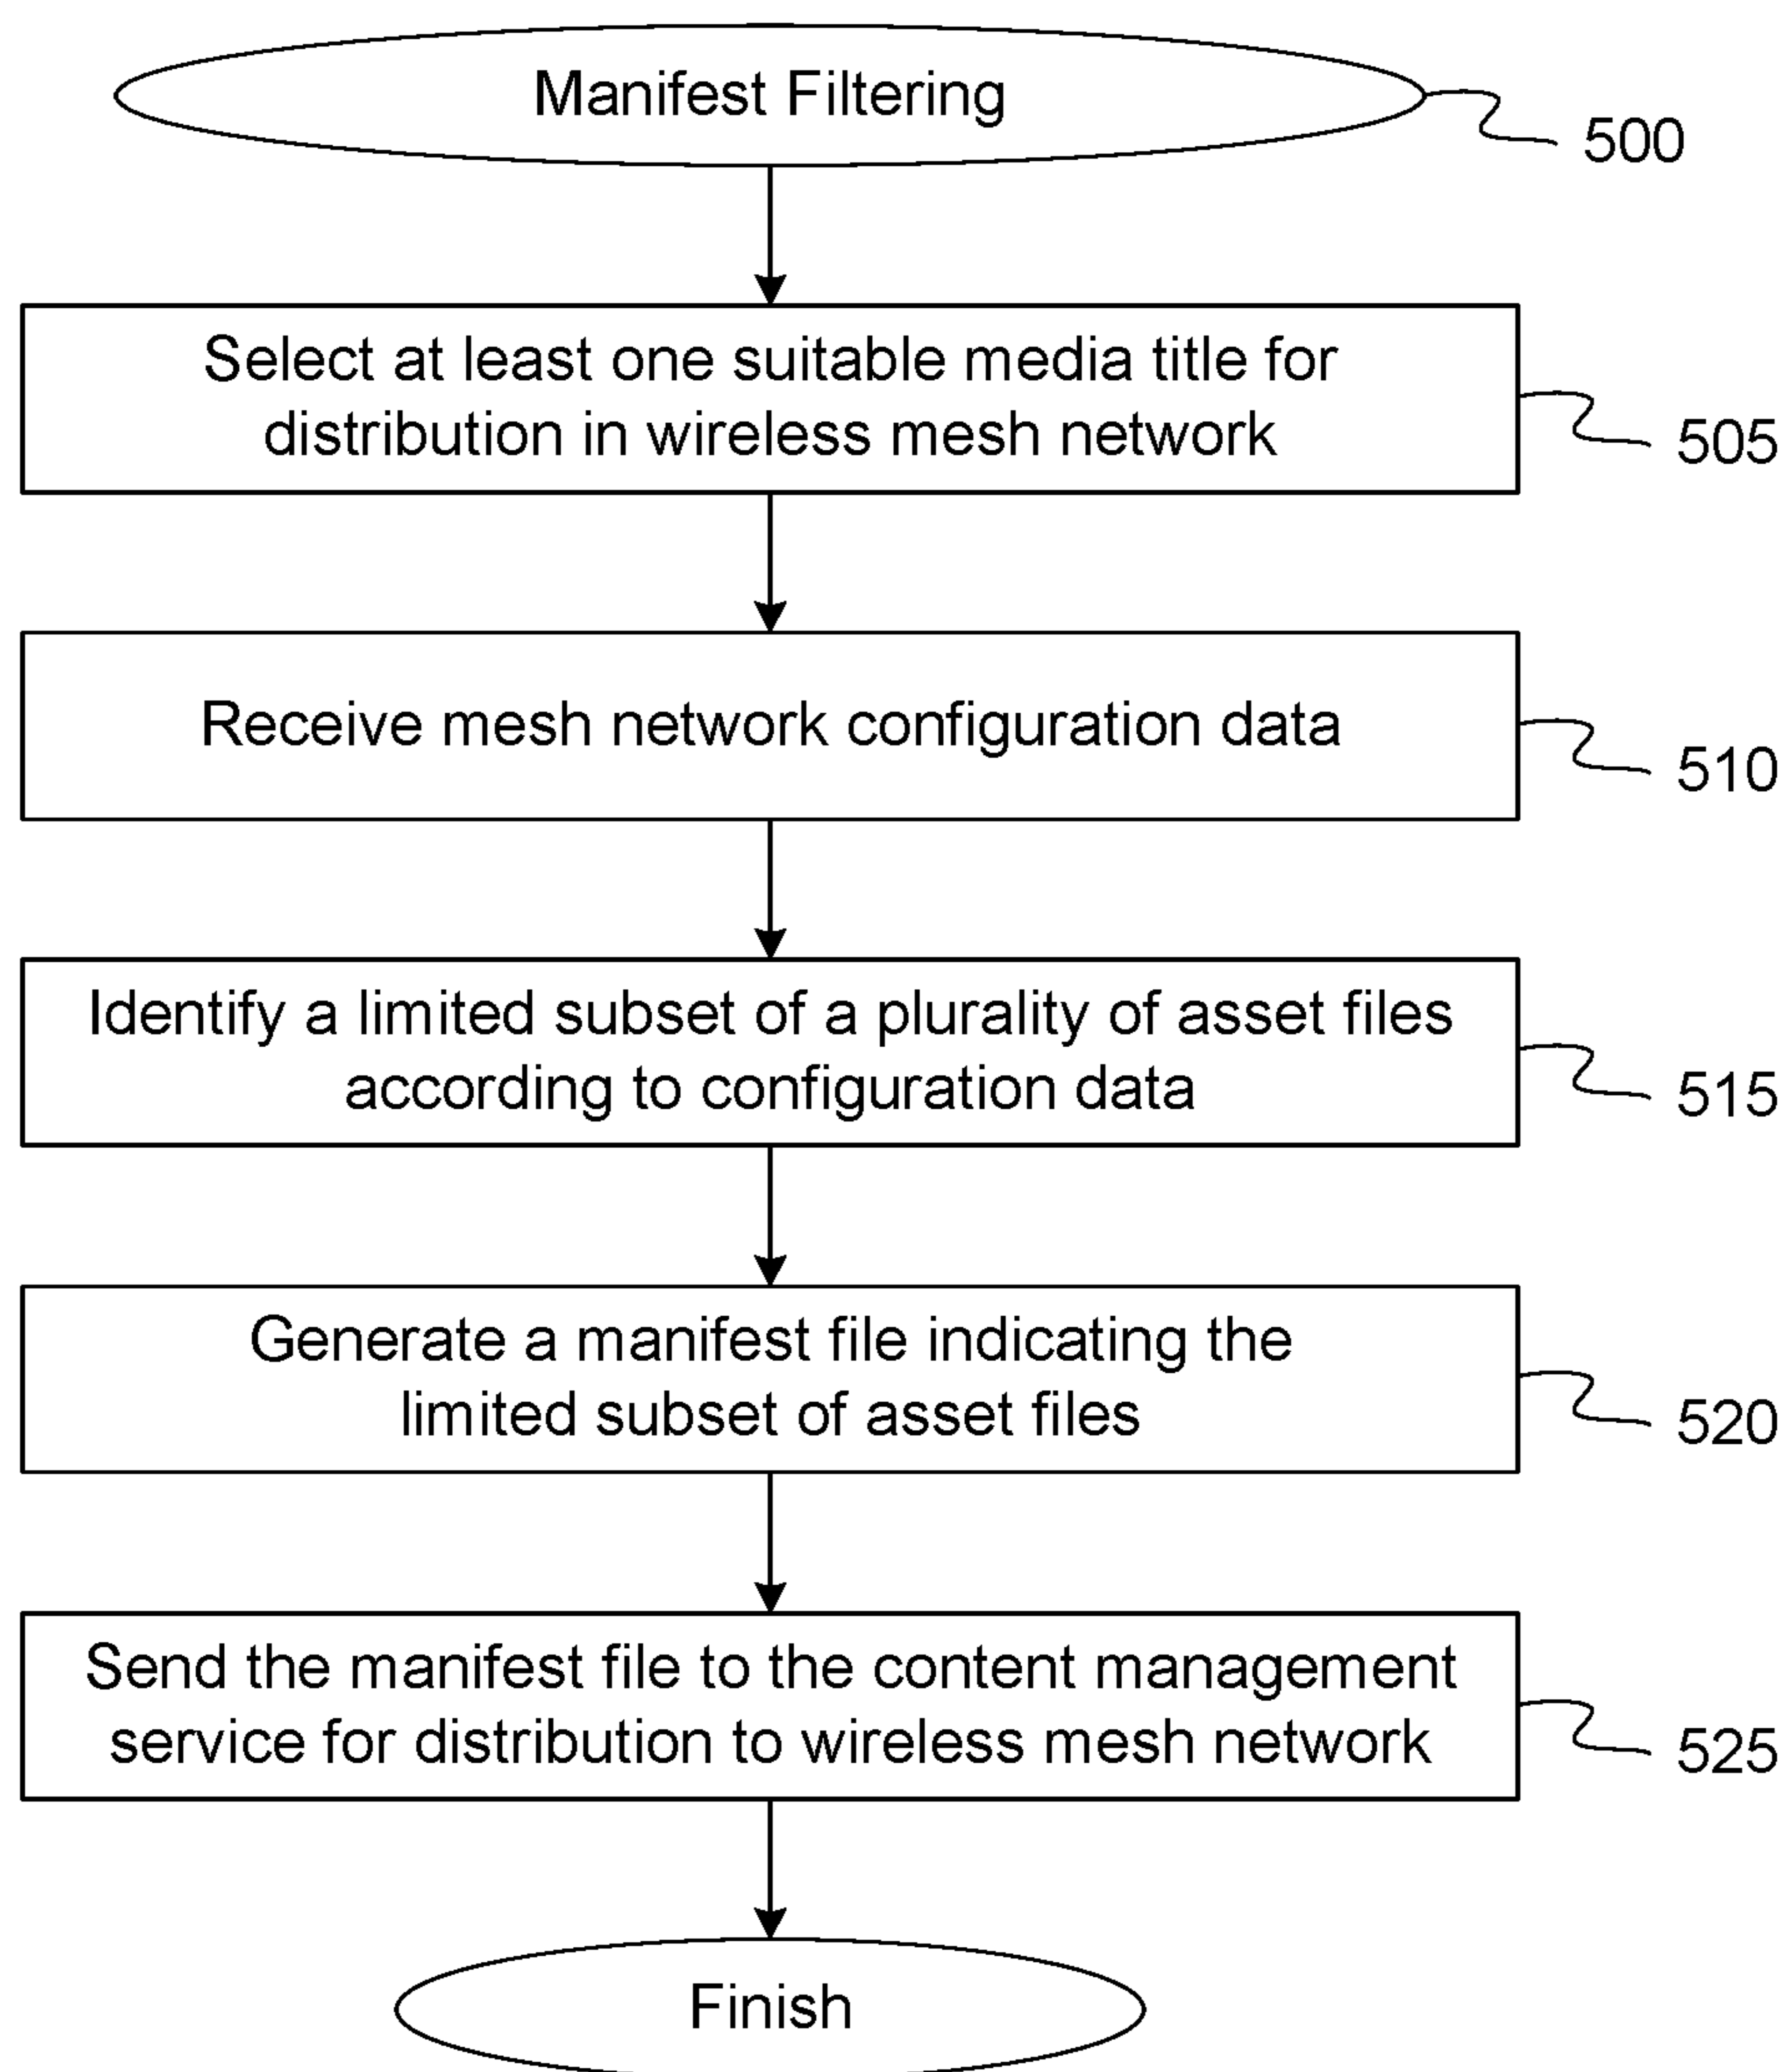 Manifest Filtering
500
Select at least one suitable media title for
distribution in wireless mesh network
505
Receive mesh network configuration data
510
Identify a limited subset of a plurality of asset files
according to configuration data
515
Generate a manifest file indicating the
limited subset of asset files
520
Send the manifest file to the content management
service for distribution to wireless mesh network
525
Finish